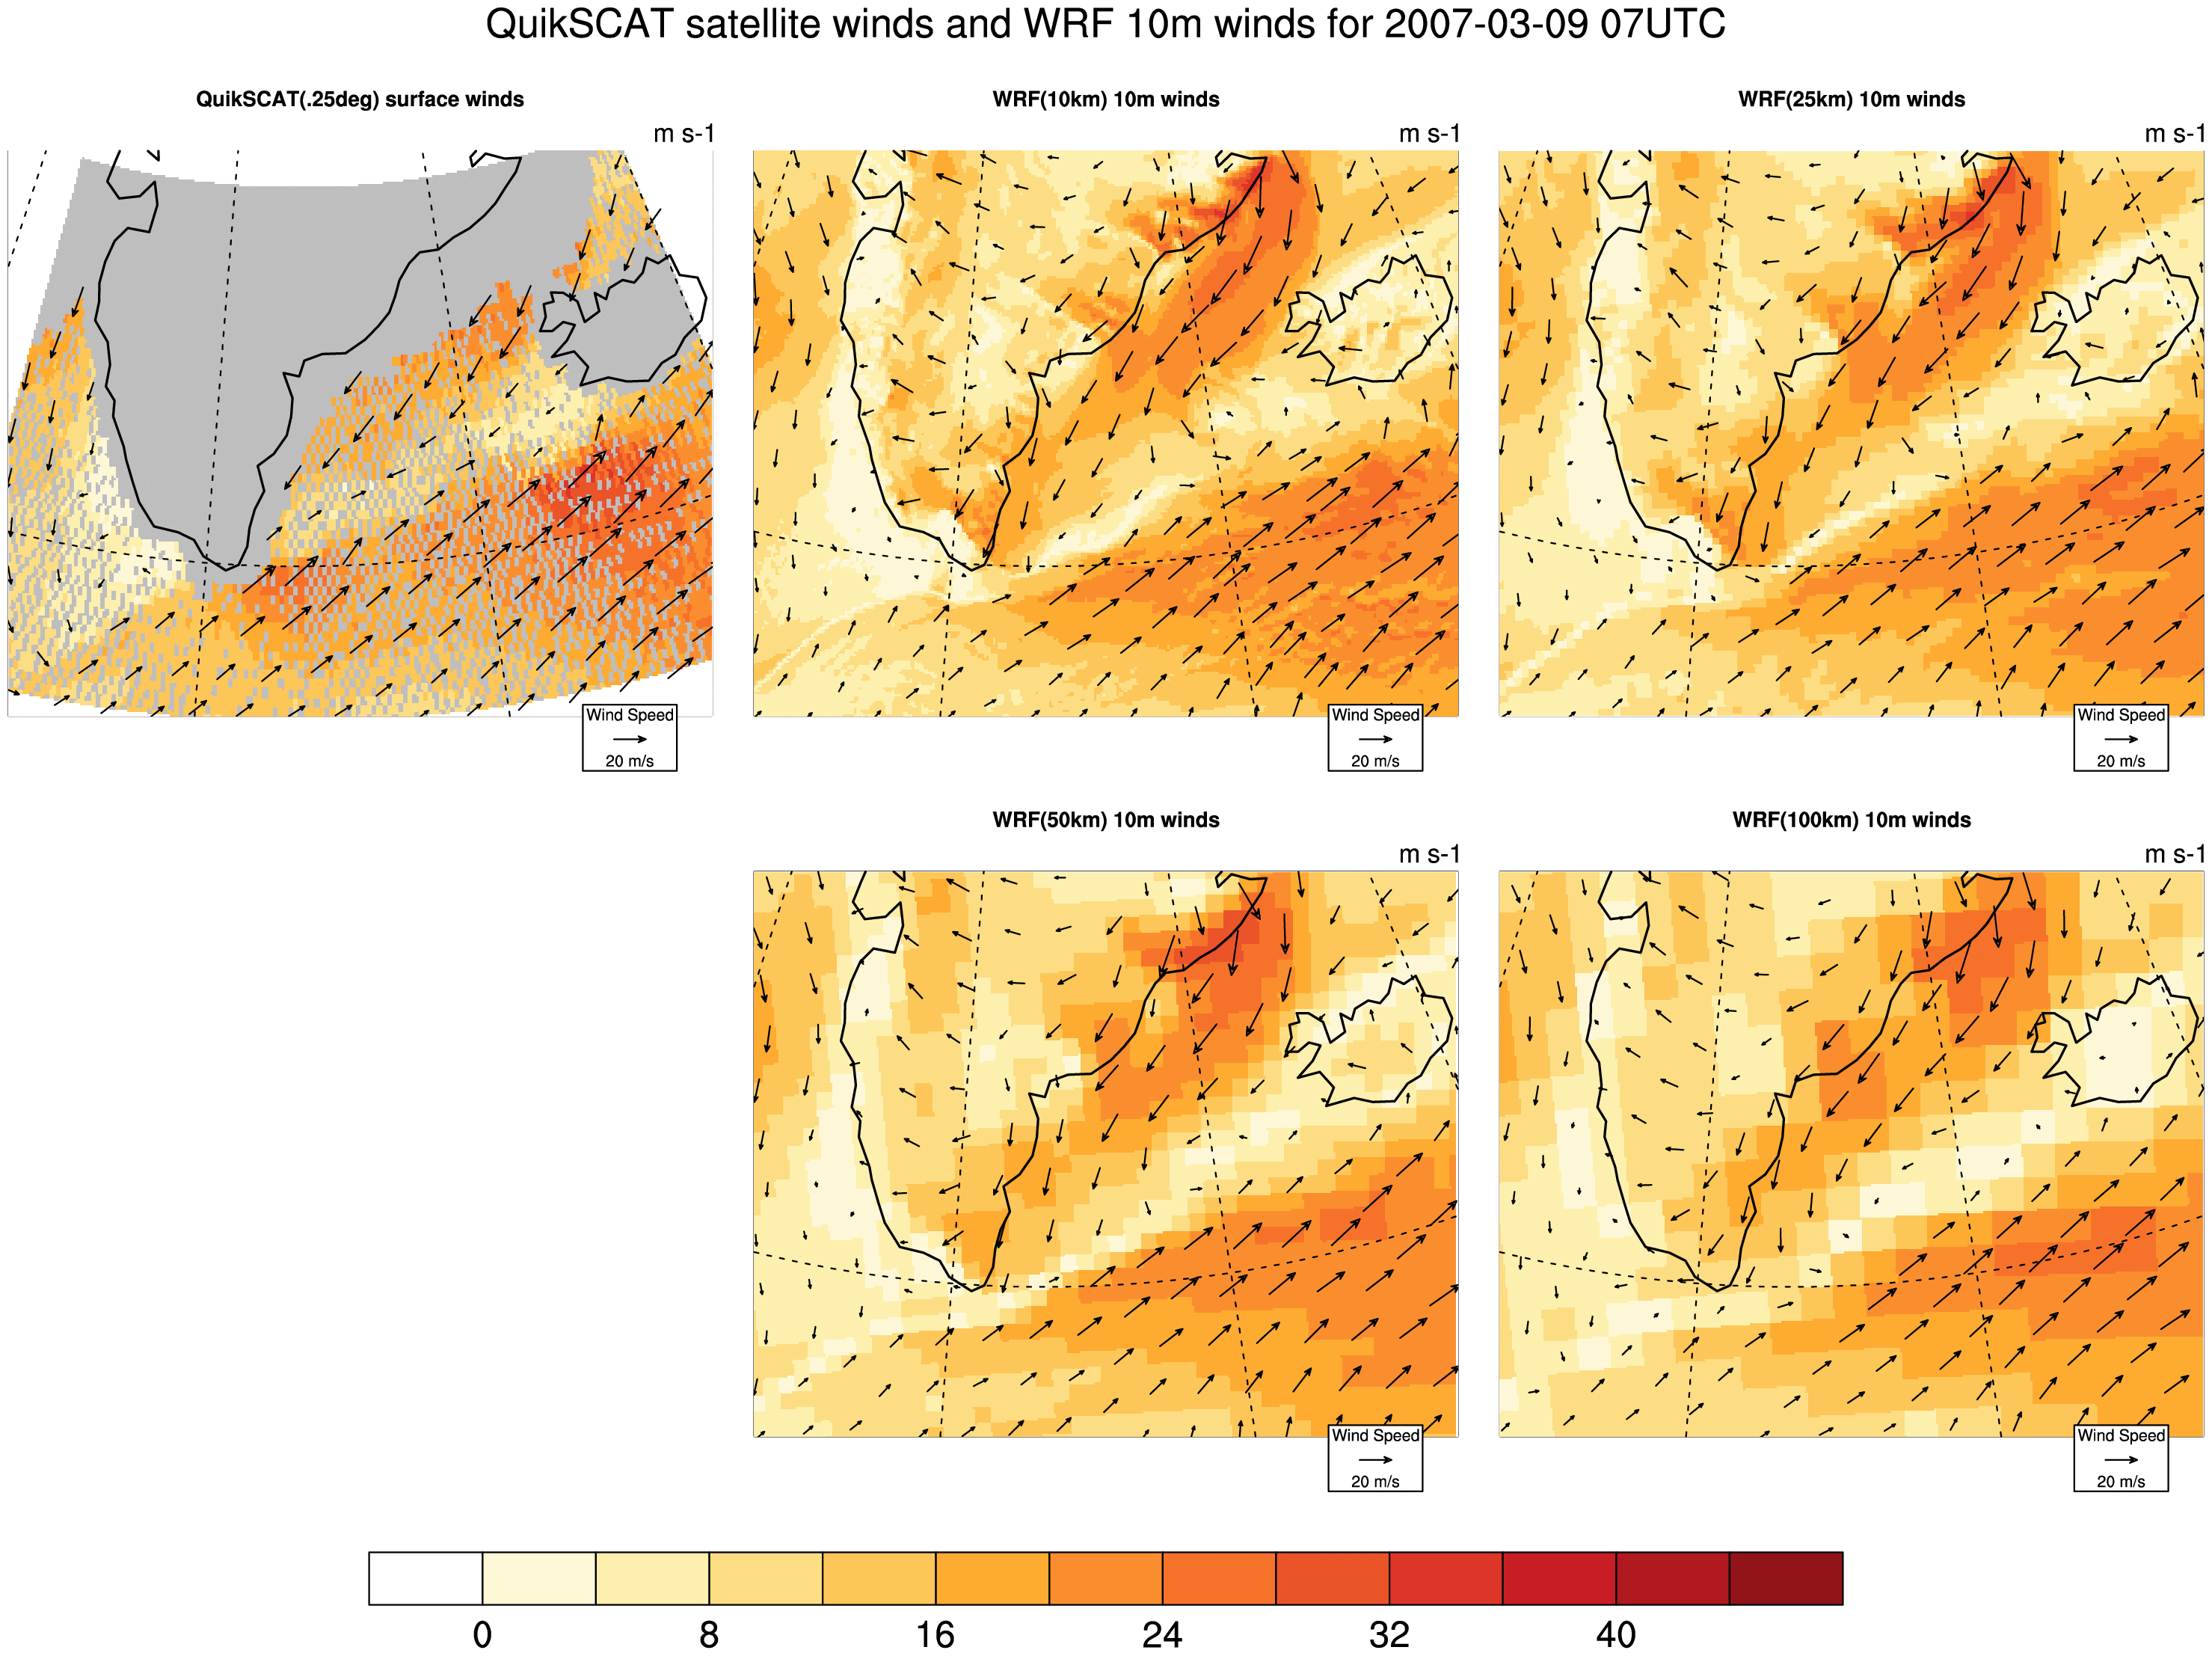 QuikSCAT satellite winds and WRF 10m winds for 2007-03-09 07UTC
QuikSCAT(.25deg) surface winds
m s-1
Wind Speed
20 m/s
WRF(10km) 10m winds
m s-1
Wind Speed
20 m/s
WRF(25km) 10m winds
m s-1
Wind Speed
20 m/s
WRF(50km) 10m winds
m s-1
Wind Speed
20 m/s
WRF(100km) 10m winds
m s-1
Wind Speed
20 m/s
0 8 16 24 32 40